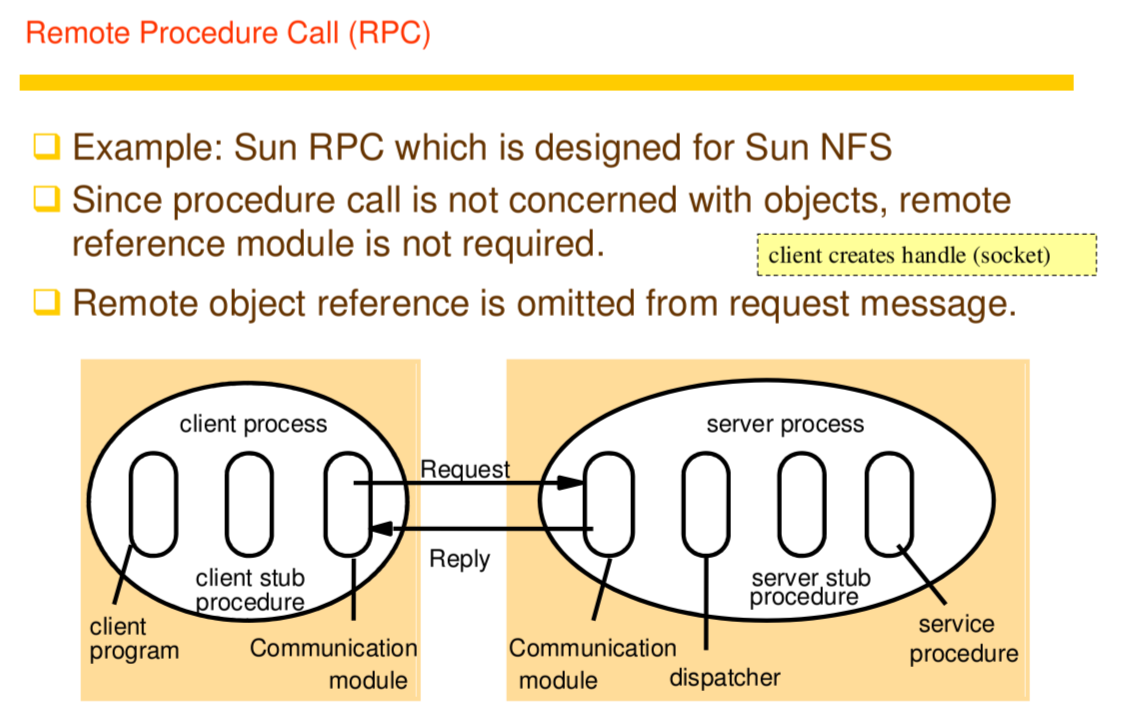 Remote Procedure Call (RPC)
Example: Sun RPC which is designed for Sun NFS
Since procedure call is not concerned with objects, remote
reference module is not required.
client creates handle (socket)
Remote object reference is omitted from request message.
client process
server process
Request
Reply
client stub
procedure
server stub
procedure
client
program
Communication
module
Communication
module
dispatcher
service
procedure